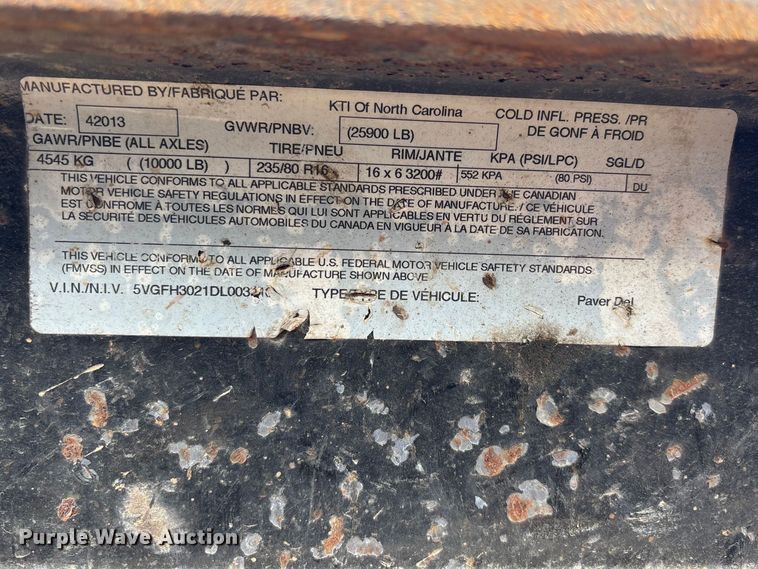 MANUFACTURED BY/FABRIQUÉ PAR: KTI Of North Carolina COLD INFL. PRESS. /PR
DATE: 42013 GVWR/PNBV: (25900 LB) DE GONF À FROID
GAWR/PNBE (ALL AXLES) TIRE/PNEU RIM/JANTE KPA (PSI/LPC) SGL/D
4545 KG ( (10000 LB) ) 235/80 R16 16 x 6 3200# 552 KPA (80 PSI) DU
THIS VEHICLE CONFORMS TO ALL APPLICABLE STANDARDS PRESCRIBED UNDER THE CANADIAN
MOTOR VEHICLE SAFETY REGULATIONS IN EFFECT ON THE DATE OF MANUFACTURE / CE VÉHICULE
EST CONFROME À TOUTES LES NORMES QUI LUI SONT APPLICABLES EN VERTU DU RÈGLEMENT SUR
LA SÉCURITÉ DES VÉHICULES AUTOMOBILES DU CANADA EN VIGUEUR À LA DATE DE SA FABRICATION.
THIS VEHICLE CONFORMS TO ALL APPLICABLE U.S. FEDERAL MOTOR VEHICLE SAFTETY STANDARDS
(FMVSS) IN EFFECT ON THE DATE OF MANUFACTURE SHOWN ABOVE
V.I.N./N.I.V. TYPE DE VÉHICULE: Paver
Purple Wave Auction